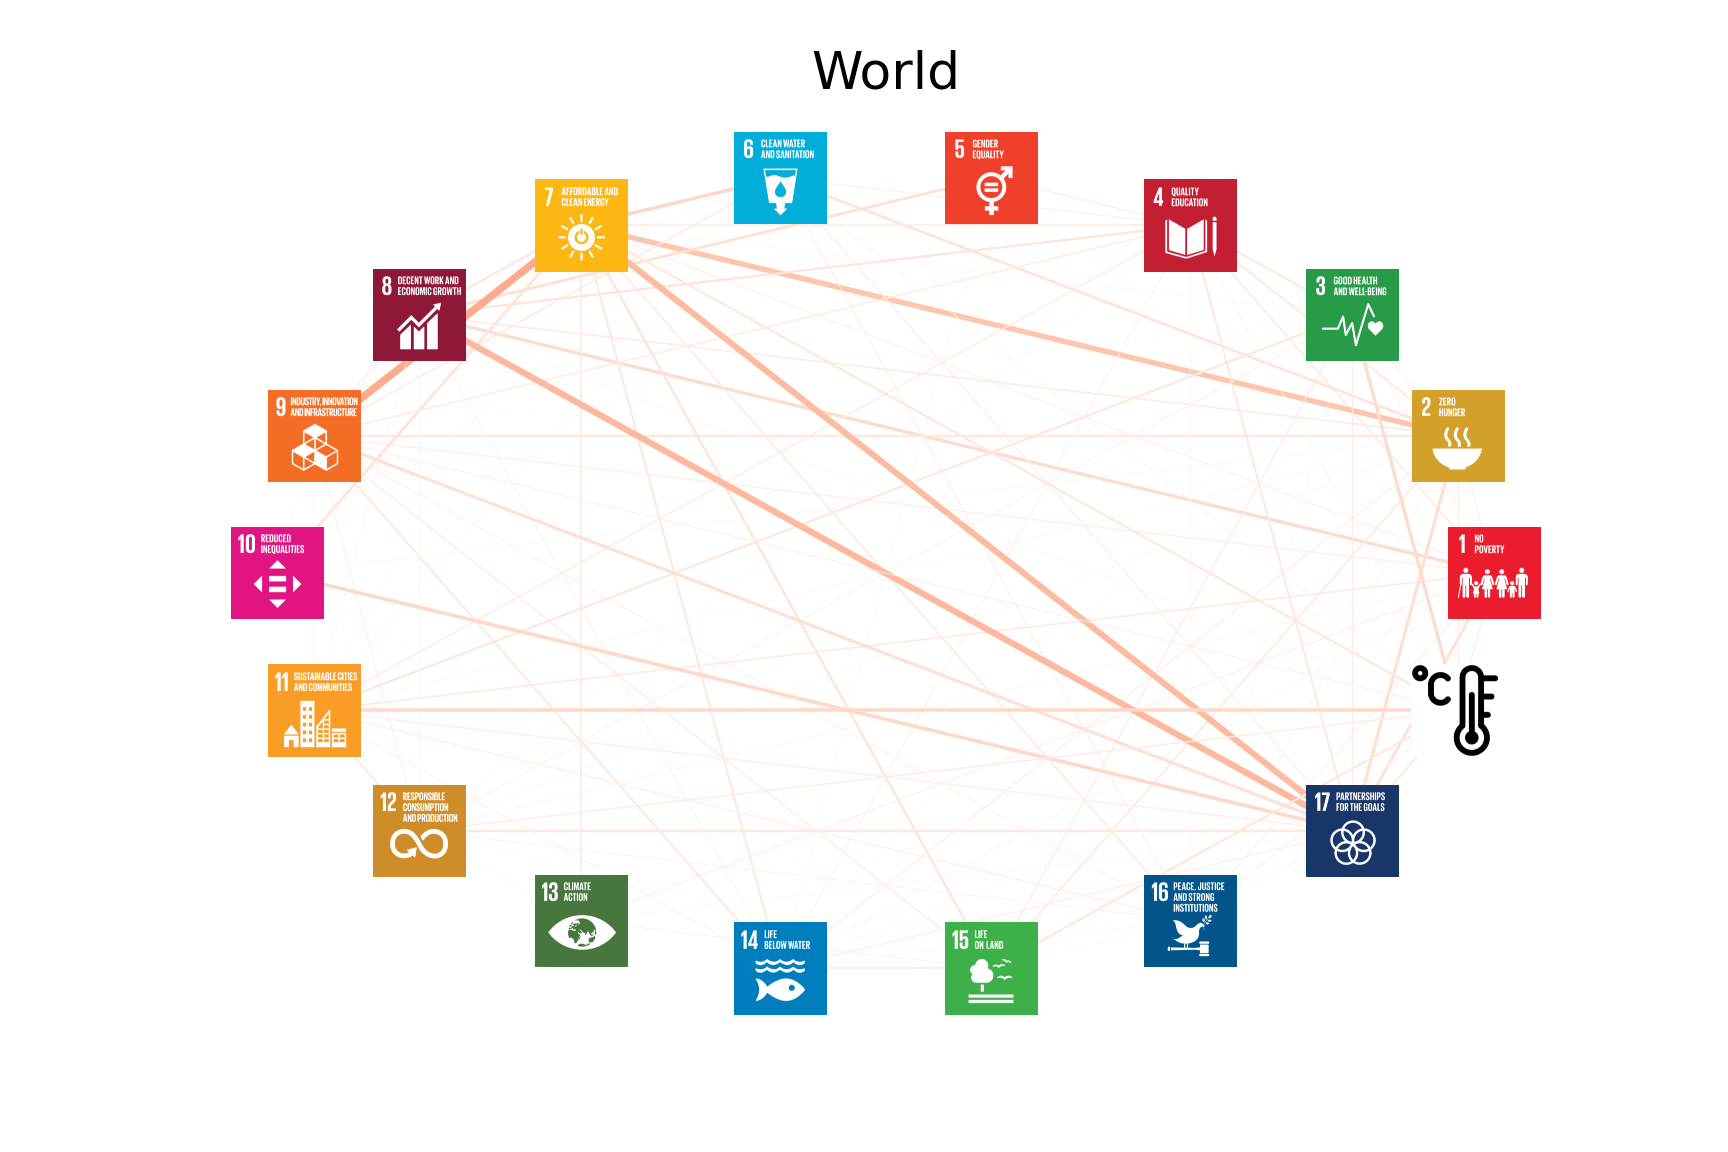 World
6 CLEAN WATER
AND SANITATION
5 GENDER
EQUALITY
7 AFFORDABLE AND
CLEAN ENERGY
4 QUALITY
EDUCATION
8 DECENT WORK AND
ECONOMIC GROWTH
3 GOOD HEALTH
AND WELL-BEING
9 INDUSTRY, INNOVATION
AND INFRASTRUCTURE
2 ZERO
HUNGER
10 REDUCED
INEQUALITIES
1 NO
POVERTY
11 SUSTAINABLE CITIES
AND COMMUNITIES
°C
12 RESPONSIBLE
CONSUMPTION
AND PRODUCTION
17 PARTNERSHIPS
FOR THE GOALS
13 CLIMATE
ACTION
16 PEACE, JUSTICE
AND STRONG
INSTITUTIONS
14 LIFE
BELOW WATER
15 LIFE
ON LAND